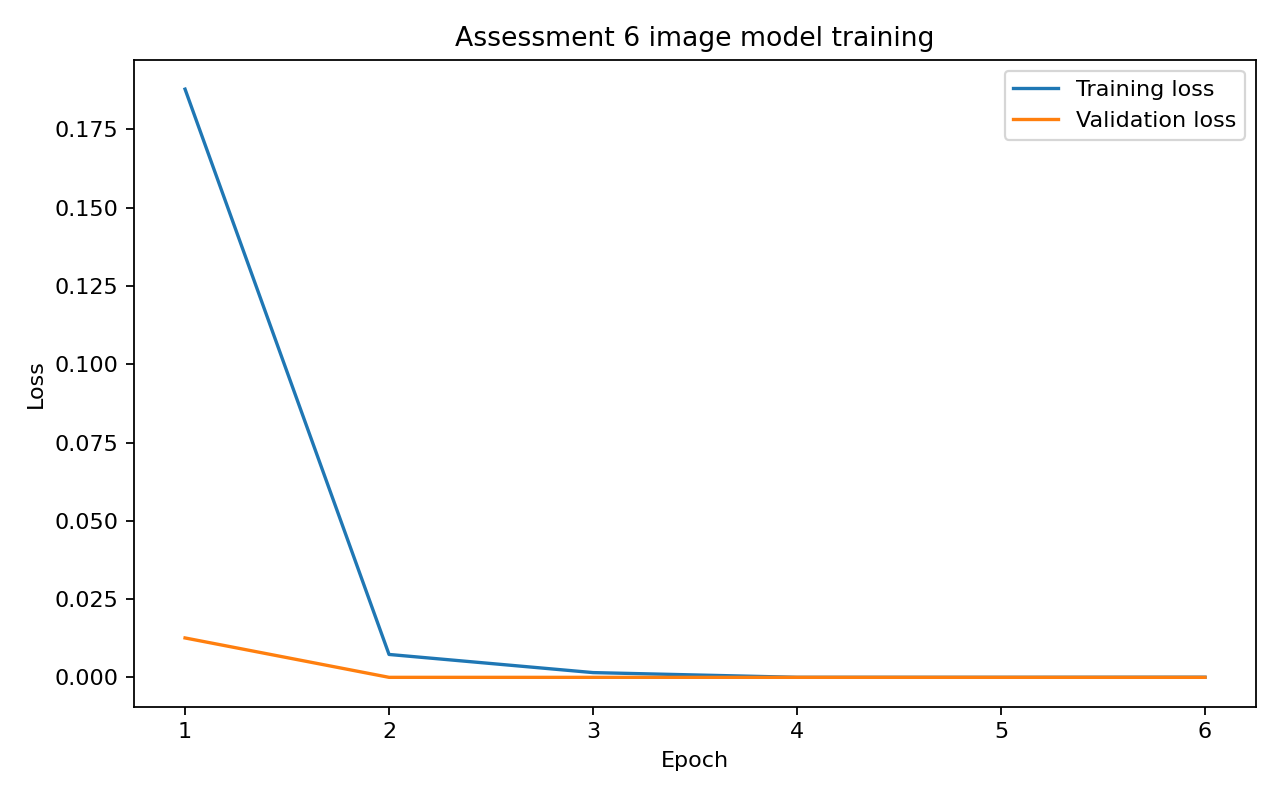 Assessment 6 image model training
Training loss
Validation loss
0.175
0.150
0.125
0.100
0.075
0.050
0.025
0.000
Loss
1 2 3 4 5 6
Epoch